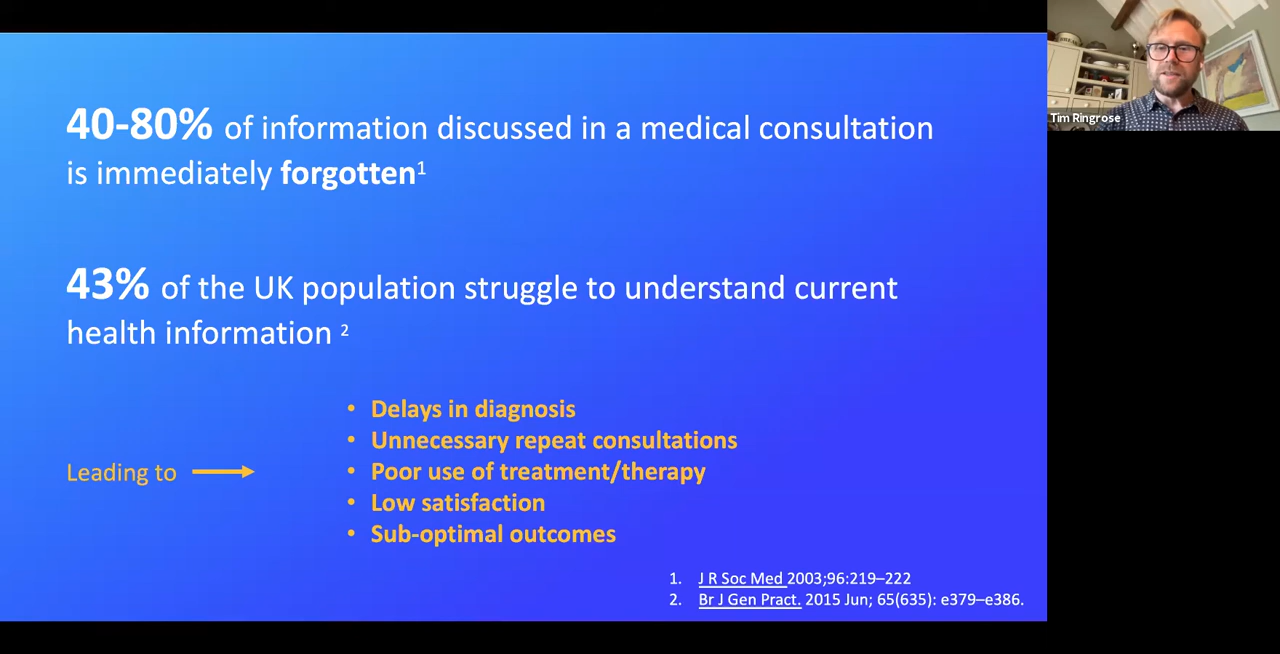 40-80% of information discussed in a medical consultation
is immediately forgotten¹
43% of the UK population struggle to understand current
health information ²
Leading to
• Delays in diagnosis
• Unnecessary repeat consultations
• Poor use of treatment/therapy
• Low satisfaction
• Sub-optimal outcomes
1. J R Soc Med 2003;96:219–222
2. Br J Gen Pract. 2015 Jun; 65(635): e379–e386.
Tim Ringrose